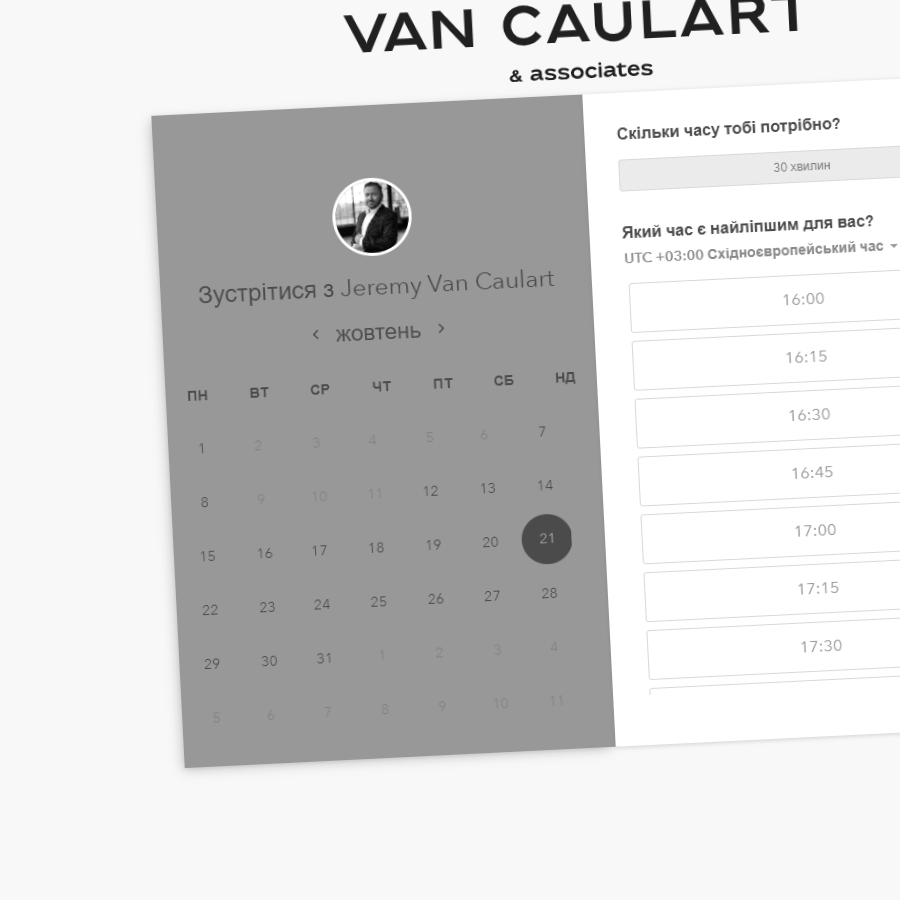 VAN CAULART
& associates
Зустрітися з Jeremy Van Caulart
‹ жовтень ›
ПН ВТ СР ЧТ ПТ СБ НД
1 2 3 4 5 6 7
8 9 10 11 12 13 14
15 16 17 18 19 20 21
22 23 24 25 26 27 28
29 30 31 1 2 3 4
5 6 7 8 9 10 11
Скільки часу тобі потрібно?
30 хвилин
Який час є найліпшим для вас?
UTC +03:00 Східноєвропейський час
16:00
16:15
16:30
16:45
17:00
17:15
17:30